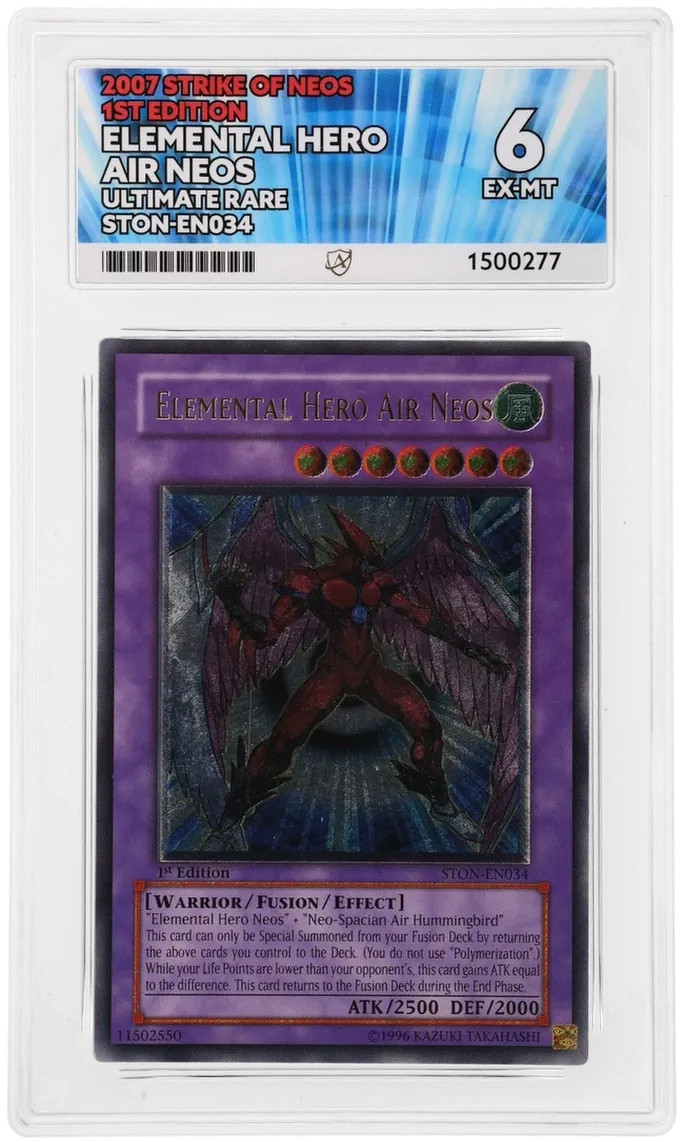 2007 STRIKE OF NEOS
1ST EDITION
ELEMENTAL HERO
AIR NEOS
ULTIMATE RARE
STON-EN034
6
EX-MT
1500277
ELEMENTAL HERO AIR NEOS
風
1st Edition
STON-EN034
[WARRIOR/FUSION/EFFECT]
"Elemental Hero Neos" + "Neo-Spacian Air Hummingbird"
This card can only be Special Summoned from your Fusion Deck by returning
the above cards you control to the Deck. (You do not use "Polymerization".)
While your Life Points are lower than your opponent's, this card gains ATK equal
to the difference. This card returns to the Fusion Deck during the End Phase.
ATK/2500 DEF/2000
11502550
©1996 KAZUKI TAKAHASHI